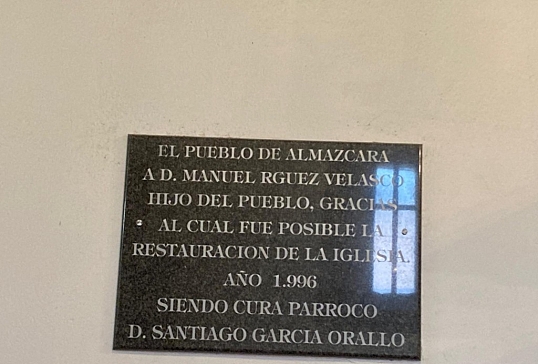 EL PUEBLO DE ALMAZCARA
A D. MANUEL RGUEZ VELASCO
HIJO DEL PUEBLO, GRACIAS
AL CUAL FUE POSIBLE LA
RESTAURACION DE LA IGLESIA.
AÑO 1.996
SIENDO CURA PARROCO
D. SANTIAGO GARCIA ORALLO